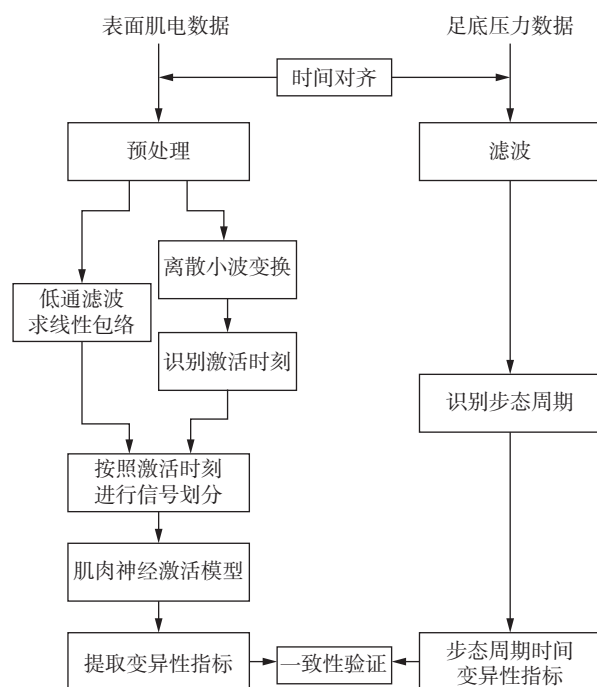 表面肌电数据
足底压力数据
时间对齐
预处理
滤波
离散小波变换
低通滤波
求线性包络
识别激活时刻
识别步态周期
按照激活时刻
进行信号划分
肌肉神经激活模型
提取变异性指标
一致性验证
步态周期时间
变异性指标